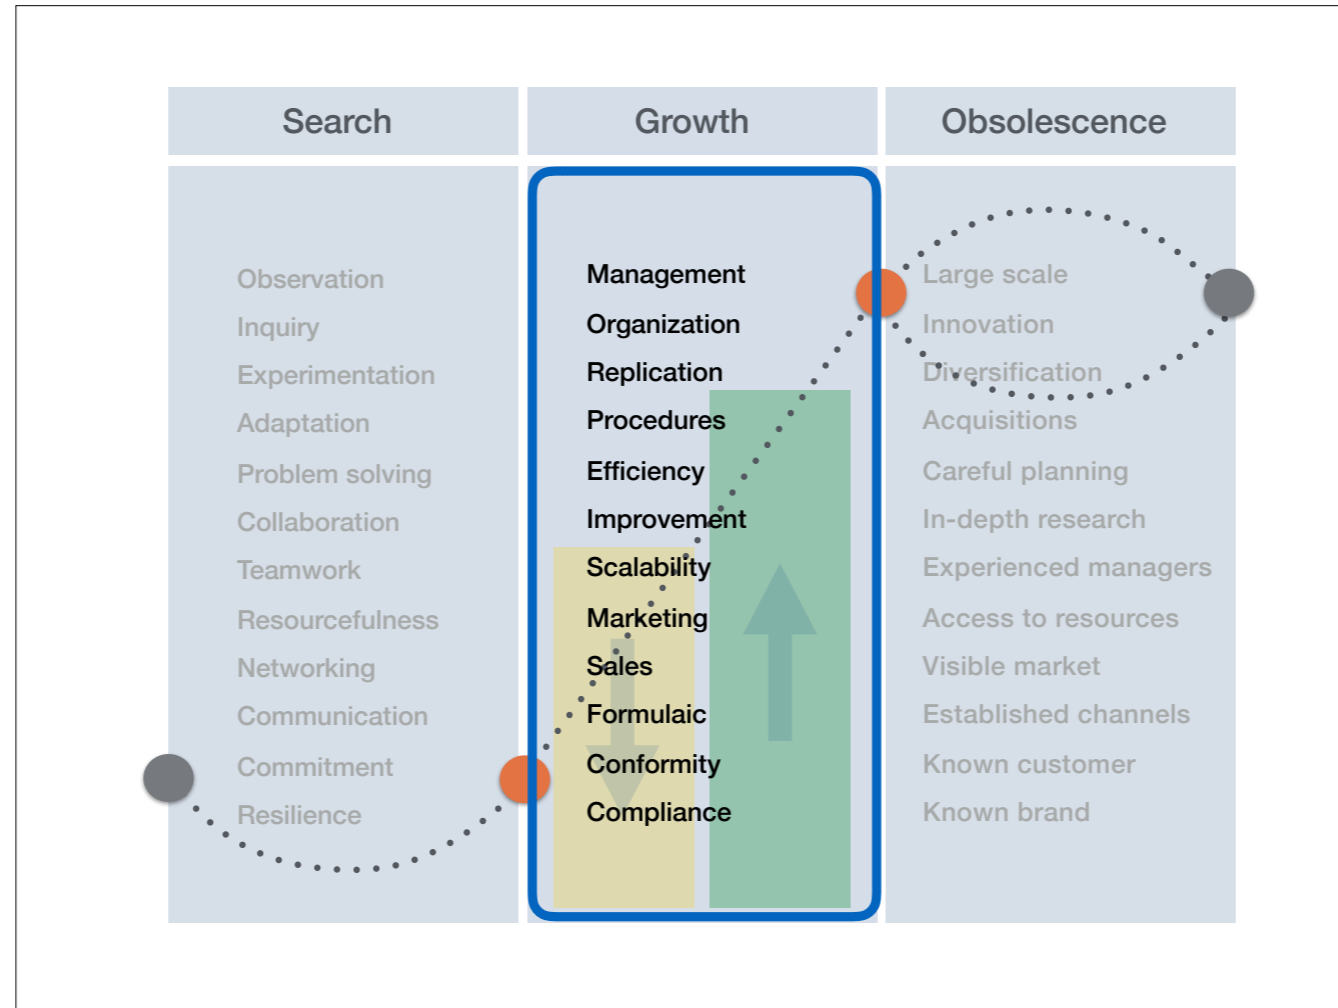 Search
Growth
Obsolescence
Observation
Inquiry
Experimentation
Adaptation
Problem solving
Collaboration
Teamwork
Resourcefulness
Networking
Communication
Commitment
Resilience
Management
Organization
Replication
Procedures
Efficiency
Improvement
Scalability
Marketing
Sales
Formulaic
Conformity
Compliance
Large scale
Innovation
Diversification
Acquisitions
Careful planning
In-depth research
Experienced managers
Access to resources
Visible market
Established channels
Known customer
Known brand